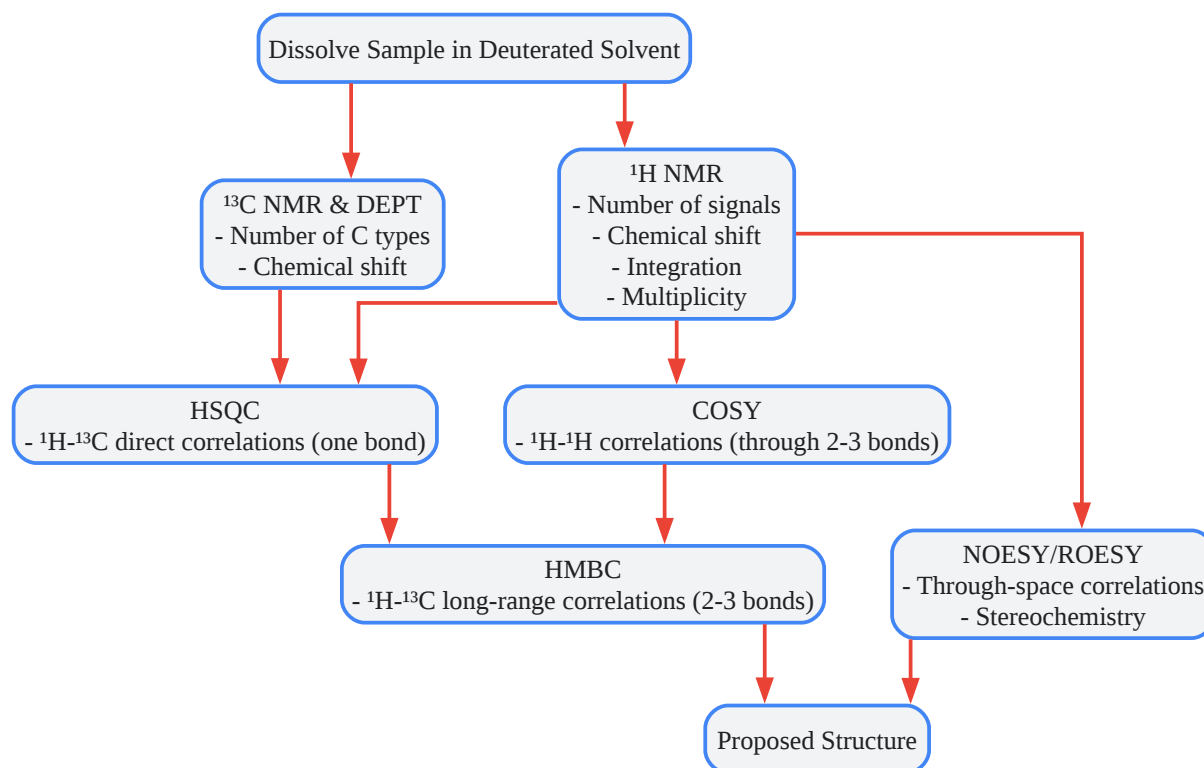 Dissolve Sample in Deuterated Solvent
¹³C NMR & DEPT
- Number of C types
- Chemical shift
¹H NMR
- Number of signals
- Chemical shift
- Integration
- Multiplicity
HSQC
- ¹H-¹³C direct correlations (one bond)
COSY
- ¹H-¹H correlations (through 2-3 bonds)
HMBC
- ¹H-¹³C long-range correlations (2-3 bonds)
NOESY/ROESY
- Through-space correlations
- Stereochemistry
Proposed Structure